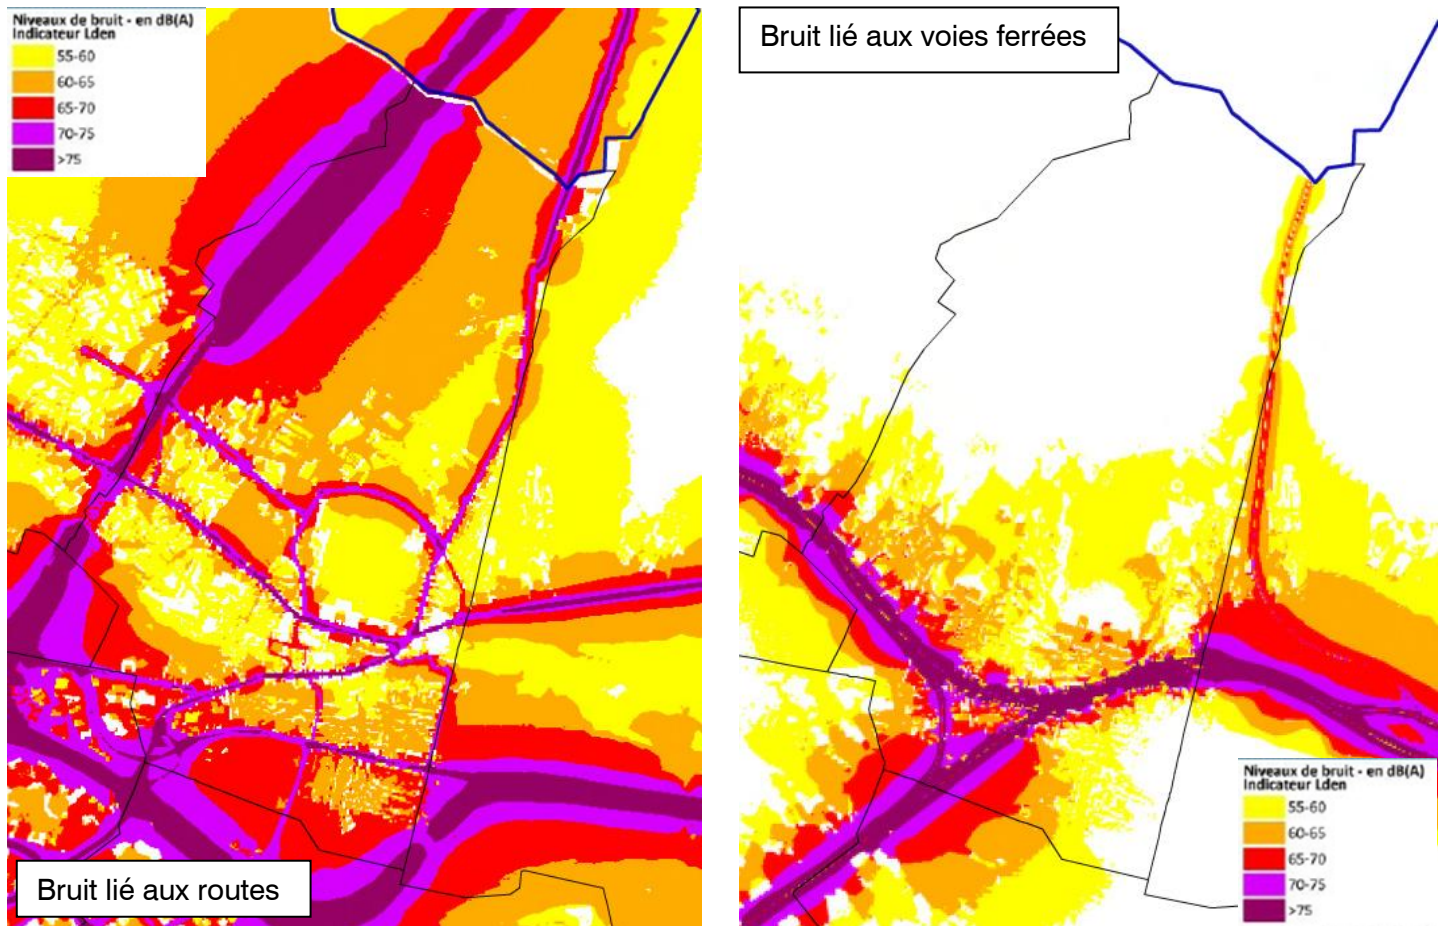 Niveaux de bruit - en dB(A)
Indicateur Lden
55-60
60-65
65-70
70-75
>75
Bruit lié aux routes
Bruit lié aux voies ferrées
Niveaux de bruit - en dB(A)
Indicateur Lden
55-60
60-65
65-70
70-75
>75